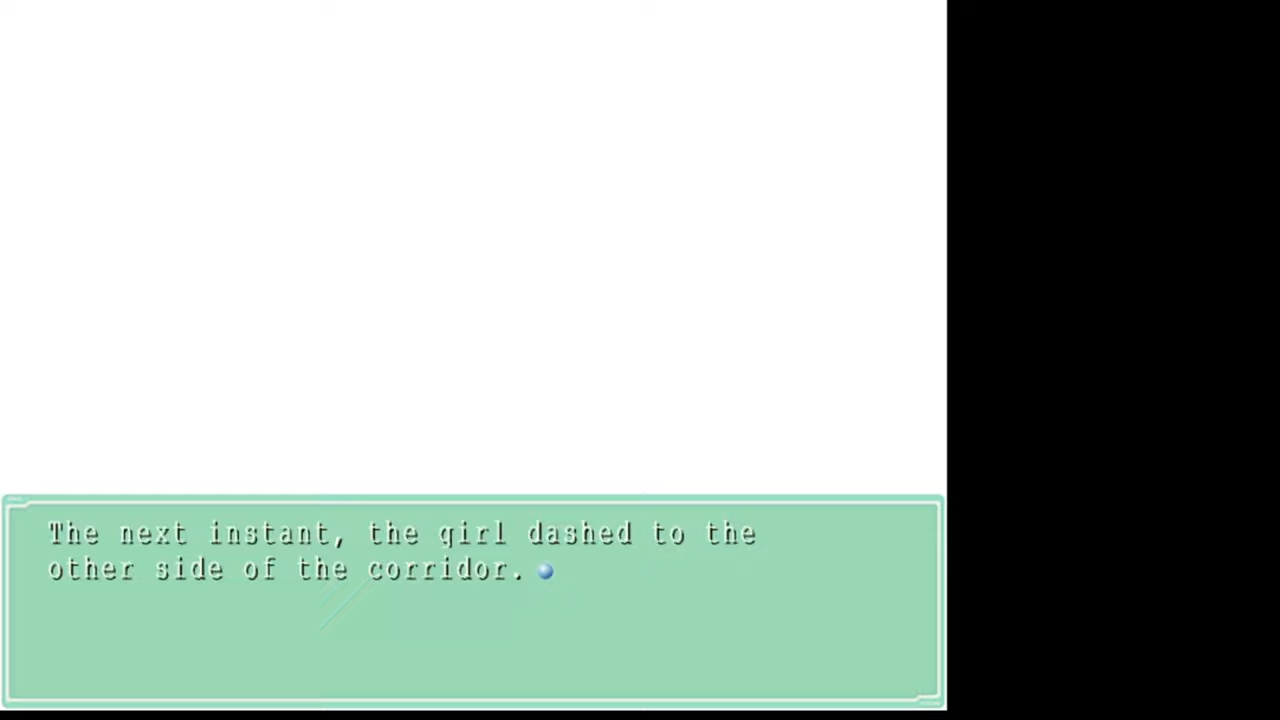 The next instant, the girl dashed to the
other side of the corridor.